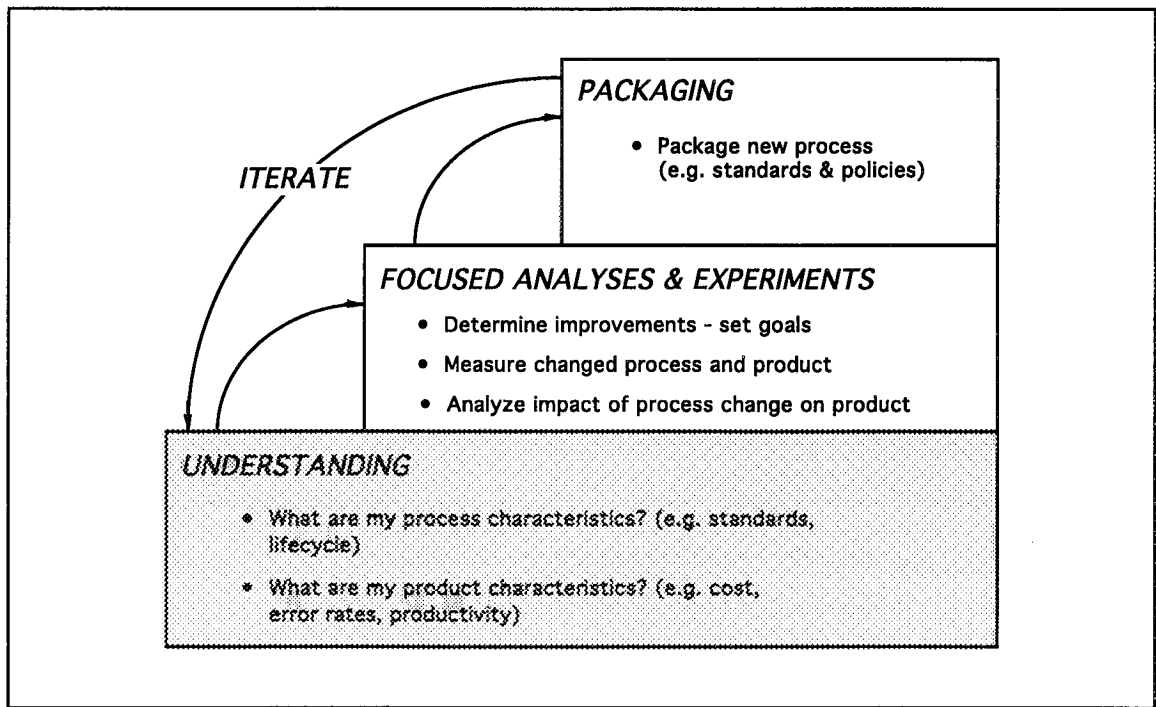 PACKAGING
• Package new process
(e.g. standards & policies)
ITERATE
FOCUSED ANALYSES & EXPERIMENTS
• Determine improvements - set goals
• Measure changed process and product
• Analyze impact of process change on product
UNDERSTANDING
• What are my process characteristics? (e.g. standards,
lifecycle)
• What are my product characteristics? (e.g. cost,
error rates, productivity)